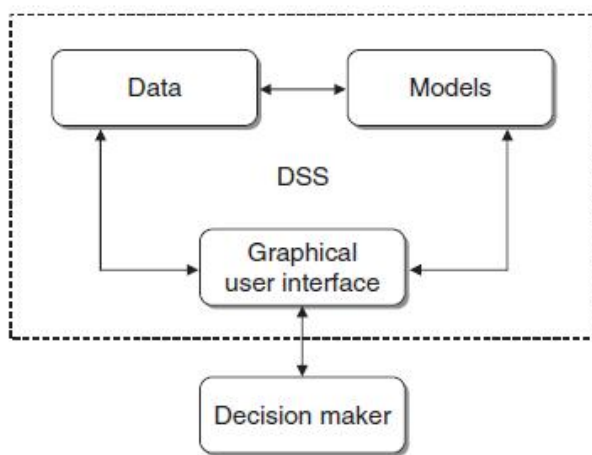 Data
Models
DSS
Graphical
user interface
Decision maker